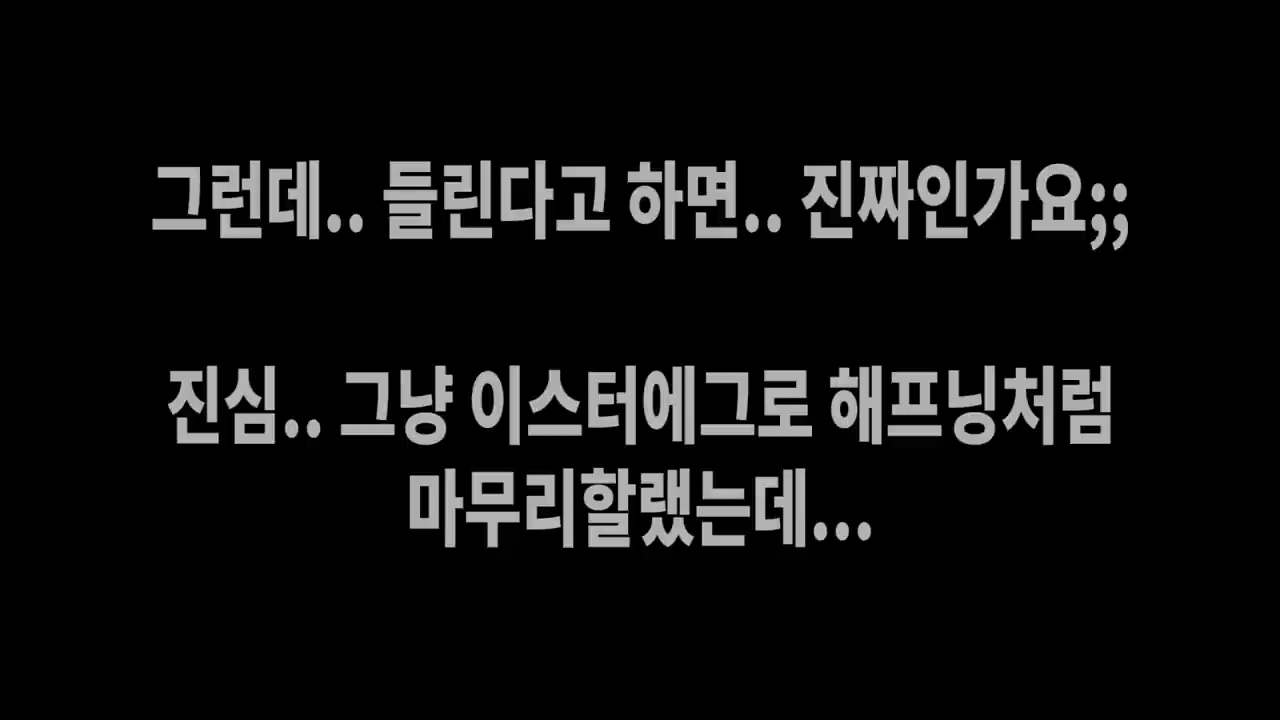 그런데.. 들린다고 하면.. 진짜인가요;;
진심.. 그냥 이스터에그로 해프닝처럼
마무리할랬는데...